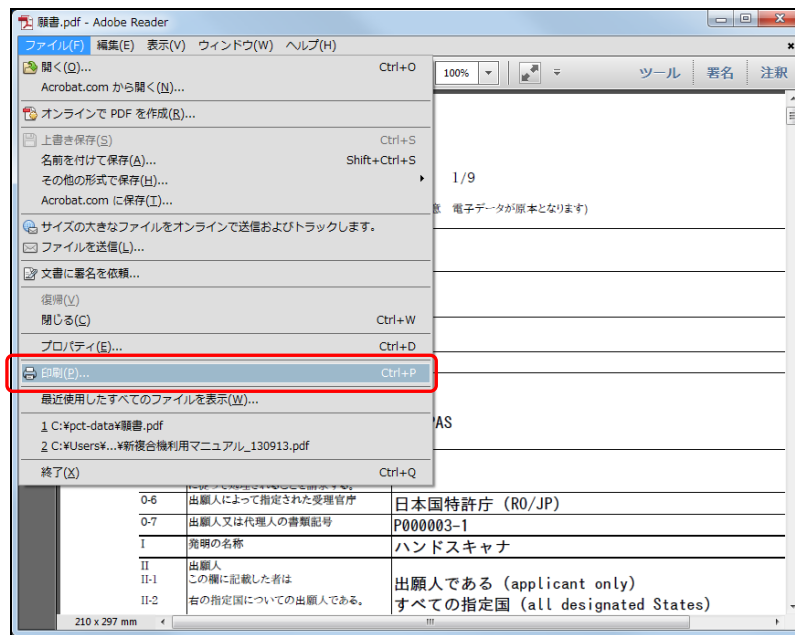 願書.pdf - Adobe Reader
ファイル(F) 編集(E) 表示(V) ウィンドウ(W) ヘルプ(H)
開く(O)... Ctrl+O
100%
ツール 署名 注釈
Acrobat.com から開く(N)...
オンラインで PDF を作成(R)...
上書き保存(S) Ctrl+S
名前を付けて保存(A)... Shift+Ctrl+S
その他の形式で保存(H)...
1/9
Acrobat.com に保存(T)...
電子データが原本となります)
サイズの大きなファイルをオンラインで送信およびトラックします。
ファイルを送信(L)...
文書に署名を依頼...
復帰(V)
閉じる(C) Ctrl+W
プロパティ(E)... Ctrl+D
印刷(P)... Ctrl+P
最近使用したすべてのファイルを表示(W)...
1 C:¥pct-data¥願書.pdf
PAS
2 C:¥Users¥...¥新複合機利用マニュアル_130913.pdf
終了(X) Ctrl+Q
0-6 出願人によって指定された受理官庁 日本国特許庁 (RO/JP)
0-7 出願人又は代理人の書類記号 P000003-1
I 発明の名称 ハンドスキャナ
II 出願人
II-1 この欄に記載した者は 出願人である (applicant only)
II-2 右の指定国についての出願人である。 すべての指定国 (all designated States)
210 x 297 mm